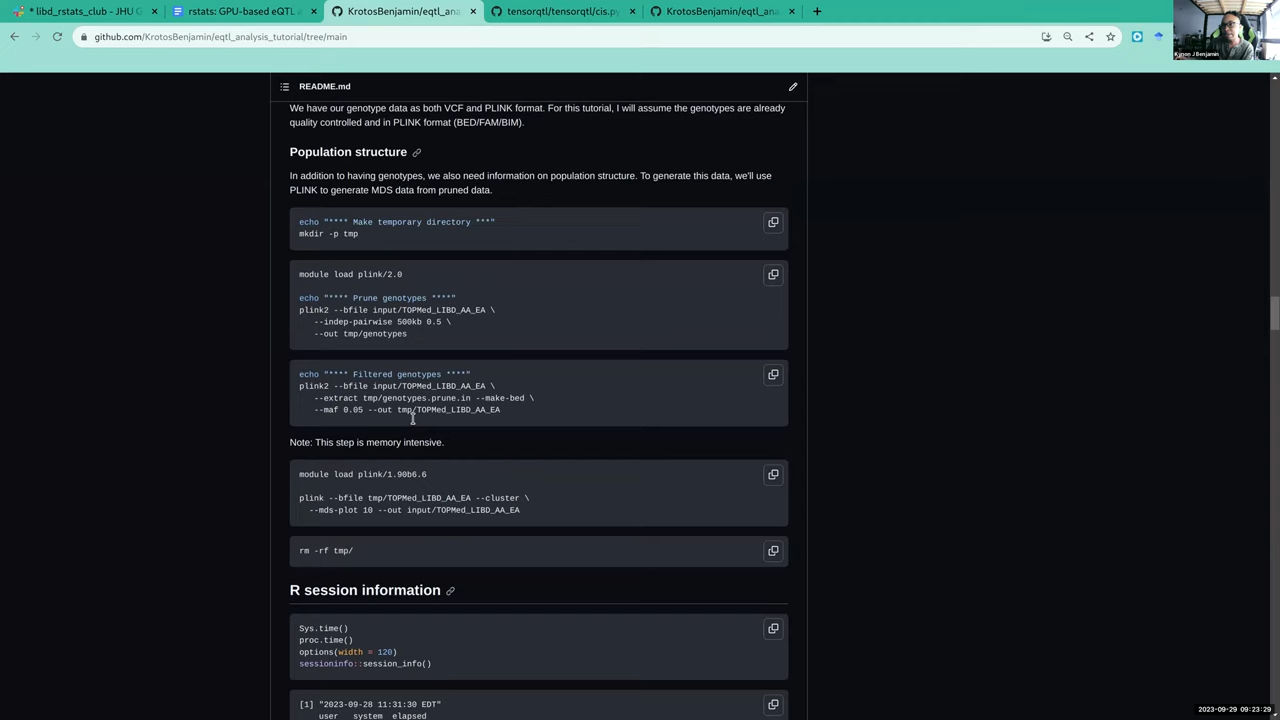 * libd_rstats_club - JHU G
rstats: GPU-based eQTL a
KrotosBenjamin/eqtl_ana
tensorqtl/tensorqtl/cis.py
KrotosBenjamin/eqtl_ana
github.com/KrotosBenjamin/eqtl_analysis_tutorial/tree/main
Kynon J Benjamin
README.md
We have our genotype data as both VCF and PLINK format. For this tutorial, I will assume the genotypes are already
quality controlled and in PLINK format (BED/FAM/BIM).
Population structure
In addition to having genotypes, we also need information on population structure. To generate this data, we'll use
PLINK to generate MDS data from pruned data.
echo "**** Make temporary directory ***"
mkdir -p tmp
module load plink/2.0
echo "**** Prune genotypes ****"
plink2 --bfile input/TOPMed_LIBD_AA_EA \
--indep-pairwise 500kb 0.5 \
--out tmp/genotypes
echo "**** Filtered genotypes ****"
plink2 --bfile input/TOPMed_LIBD_AA_EA \
--extract tmp/genotypes.prune.in --make-bed \
--maf 0.05 --out tmp/TOPMed_LIBD_AA_EA
Note: This step is memory intensive.
module load plink/1.90b6.6
plink --bfile tmp/TOPMed_LIBD_AA_EA --cluster \
--mds-plot 10 --out input/TOPMed_LIBD_AA_EA
rm -rf tmp/
R session information
Sys.time()
proc.time()
options(width = 120)
sessioninfo::session_info()
[1] "2023-09-28 11:31:30 EDT"
user system elapsed
2023-09-29 09:23:29